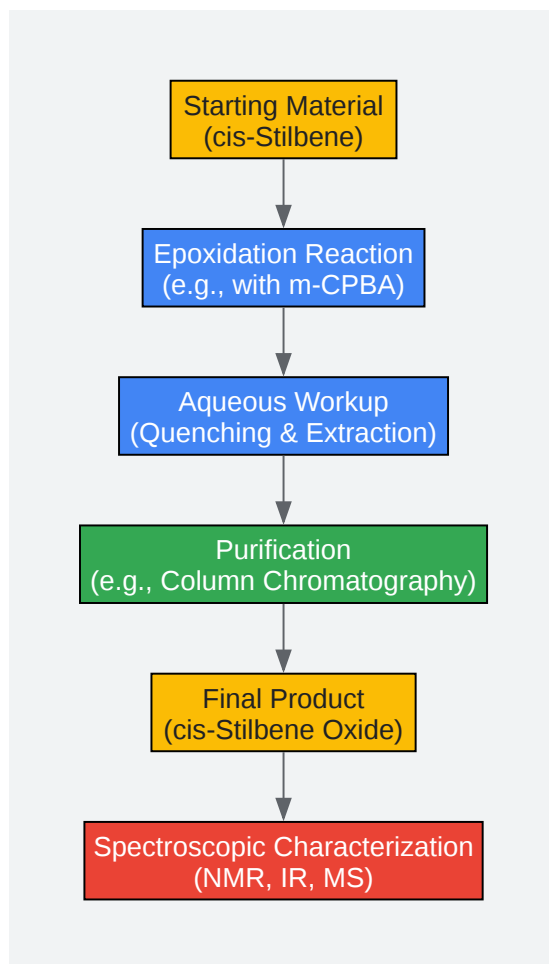 Starting Material
(cis-Stilbene)
Epoxidation Reaction
(e.g., with m-CPBA)
Aqueous Workup
(Quenching & Extraction)
Purification
(e.g., Column Chromatography)
Final Product
(cis-Stilbene Oxide)
Spectroscopic Characterization
(NMR, IR, MS)